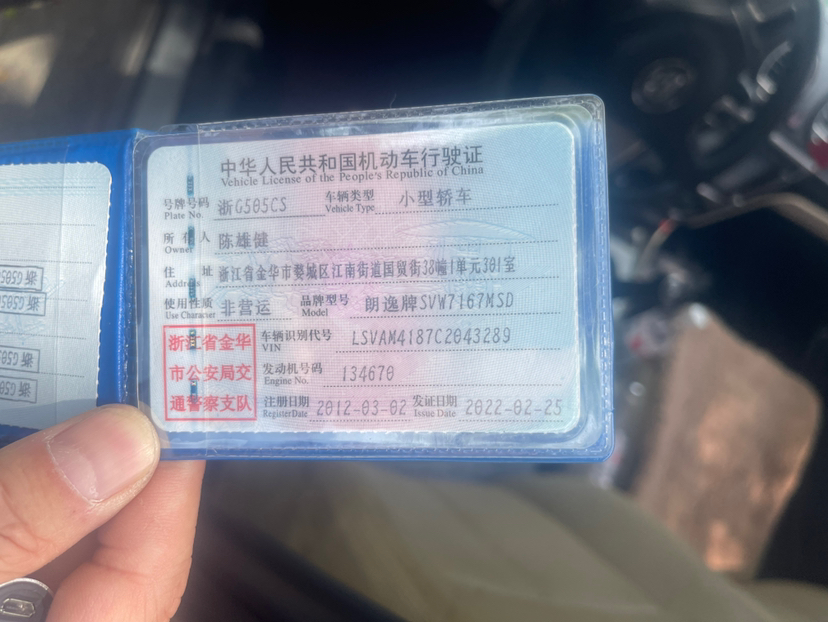 中华人民共和国机动车行驶证
Vehicle License of the People's Republic of China
号牌号码 Plate No. 浙G505CS 车辆类型 Vehicle Type 小型轿车
所有人 Owner 陈雄健
住址 Address 浙江省金华市婺城区江南街道国贸街38幢1单元301室
使用性质 Use Character 非营运 品牌型号 Model 朗逸牌SVW7167MSD
浙江省金华
市公安局交
通警察支队
车辆识别代号 VIN LSVAM4187C2043289
发动机号码 Engine No. 134670
注册日期 Register Date 2012-03-02 发证日期 Issue Date 2022-02-25